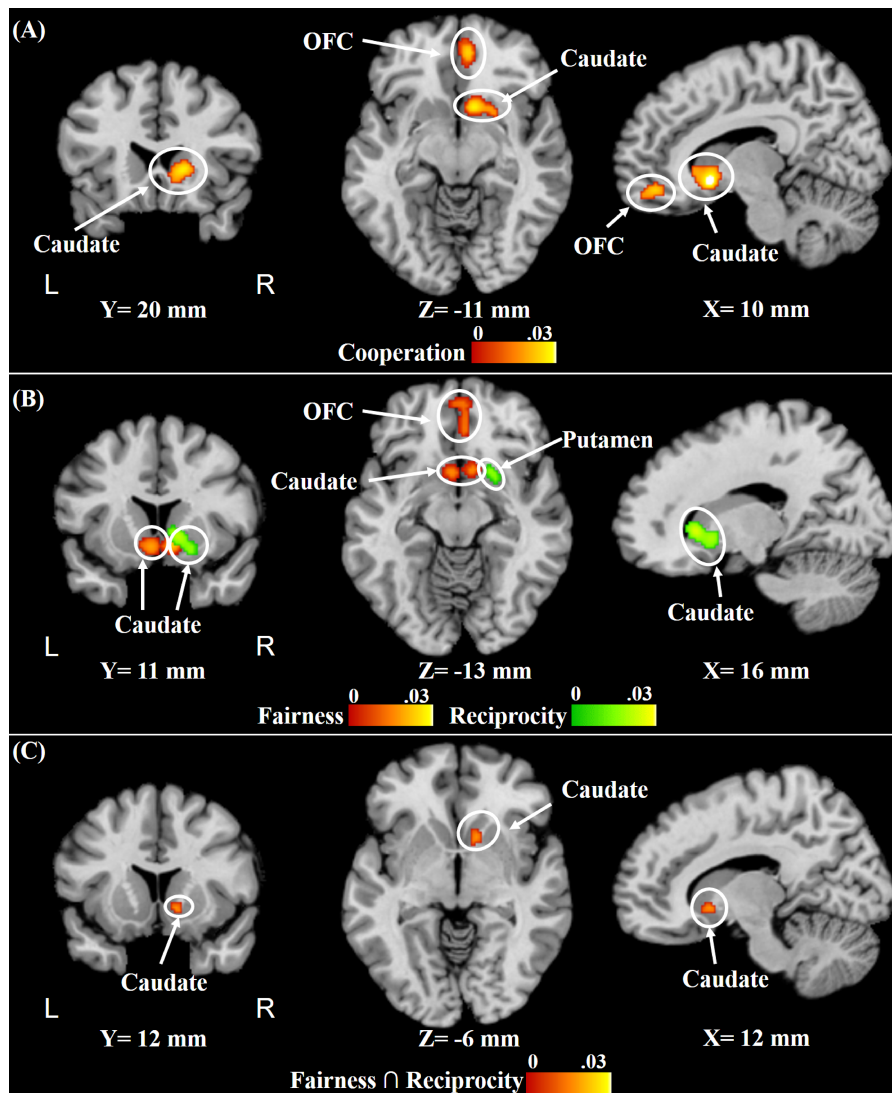 (A)
OFC
Caudate
Caudate
OFC
Caudate
L
R
Y= 20 mm
Z= -11 mm
X= 10 mm
0 .03
Cooperation
(B)
OFC
Putamen
Caudate
Caudate
Caudate
L
R
Y= 11 mm
Z= -13 mm
X= 16 mm
0 .03 0 .03
Fairness Reciprocity
(C)
Caudate
Caudate
Caudate
L
R
Y= 12 mm
Z= -6 mm
X= 12 mm
0 .03
Fairness ∩ Reciprocity